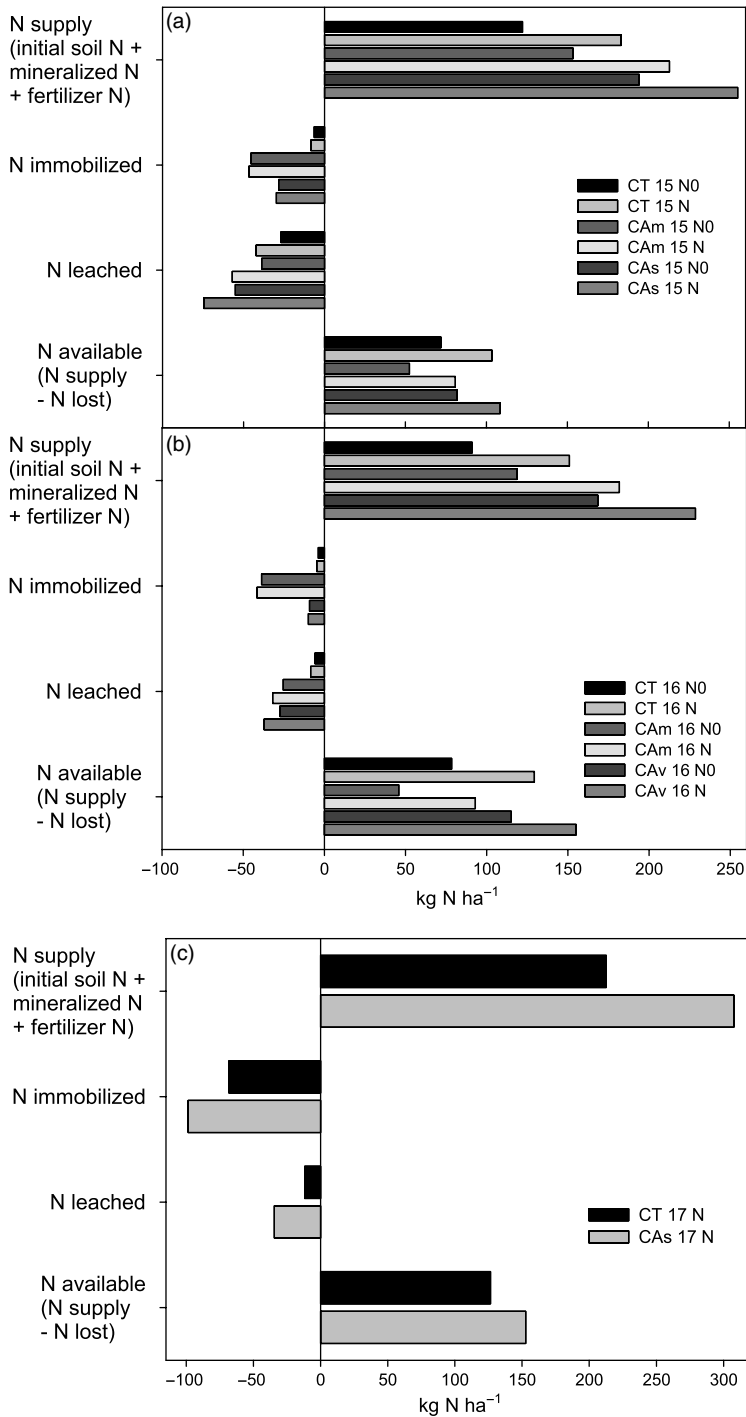 (a)
N supply
(initial soil N +
mineralized N
+ fertilizer N)
N immobilized
N leached
N available
(N supply
- N lost)
CT 15 N0
CT 15 N
CAm 15 N0
CAm 15 N
CAs 15 N0
CAs 15 N
(b)
N supply
(initial soil N +
mineralized N
+ fertilizer N)
N immobilized
N leached
N available
(N supply
- N lost)
CT 16 N0
CT 16 N
CAm 16 N0
CAm 16 N
CAv 16 N0
CAv 16 N
−100 −50 0 50 100 150 200 250
kg N ha⁻¹
(c)
N supply
(initial soil N +
mineralized N
+ fertilizer N)
N immobilized
N leached
N available
(N supply
- N lost)
CT 17 N
CAs 17 N
−100 −50 0 50 100 150 200 250 300
kg N ha⁻¹